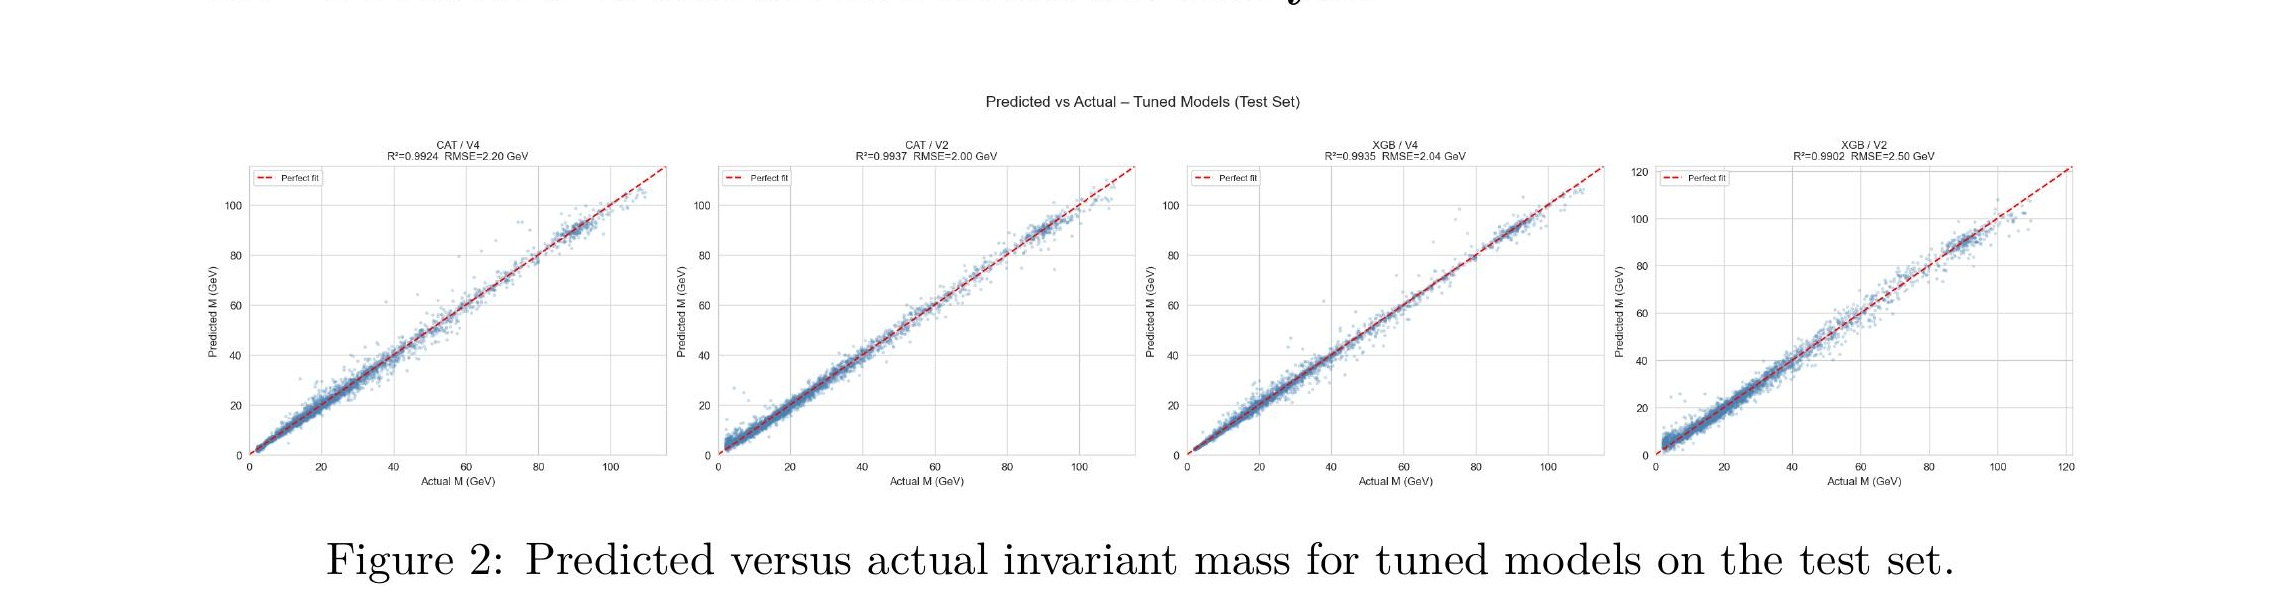 Predicted vs Actual – Tuned Models (Test Set)
CAT / V4
R²=0.9924 RMSE=2.20 GeV
Perfect fit
Predicted M (GeV)
100
80
60
40
20
0
0 20 40 60 80 100
Actual M (GeV)
CAT / V2
R²=0.9937 RMSE=2.00 GeV
Perfect fit
Predicted M (GeV)
100
80
60
40
20
0
0 20 40 60 80 100
Actual M (GeV)
XGB / V4
R²=0.9935 RMSE=2.04 GeV
Perfect fit
Predicted M (GeV)
100
80
60
40
20
0
0 20 40 60 80 100
Actual M (GeV)
XGB / V2
R²=0.9902 RMSE=2.50 GeV
Perfect fit
Predicted M (GeV)
120
100
80
60
40
20
0
0 20 40 60 80 100 120
Actual M (GeV)
Figure 2: Predicted versus actual invariant mass for tuned models on the test set.